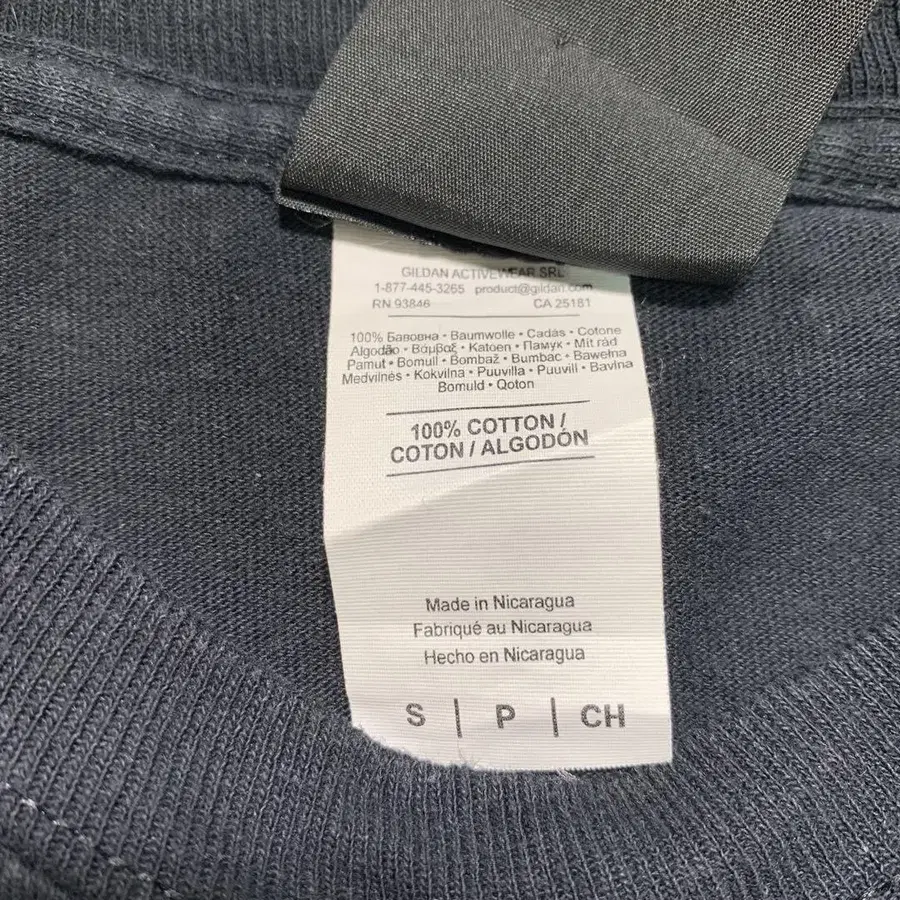 GILDAN ACTIVEWEAR SRL
1-877-445-3265 product@gildan.com
RN 93846 CA 25181
100% Бавовна • Baumwolle • Cadás • Cotone
Algodão • Βάμβαξ • Katoen • Памук • Mit rád
Pamut • Bomull • Bombaž • Bumbac • Bawełna
Medvilnės • Kokvilna • Puuvilla • Puuvill • Bavlna
Bomuld • Qoton
100% COTTON /
COTON / ALGODÓN
Made in Nicaragua
Fabriqué au Nicaragua
Hecho en Nicaragua
S | P | CH